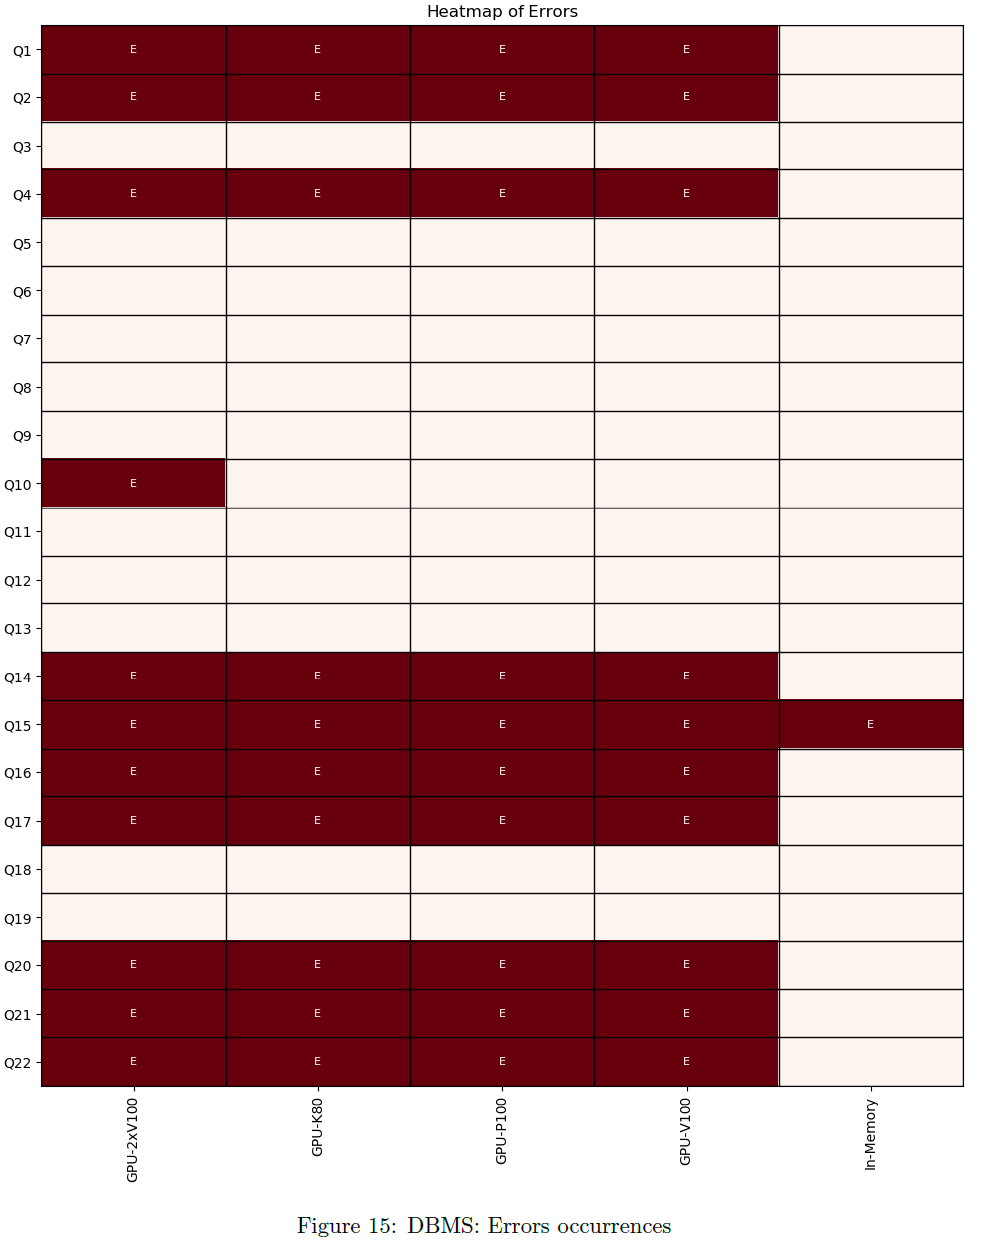 Heatmap of Errors
Q1 E E E E
Q2 E E E E
Q3
Q4 E E E E
Q5
Q6
Q7
Q8
Q9
Q10 E
Q11
Q12
Q13
Q14 E E E E
Q15 E E E E E
Q16 E E E E
Q17 E E E E
Q18
Q19
Q20 E E E E
Q21 E E E E
Q22 E E E E
GPU-2xV100
GPU-K80
GPU-P100
GPU-V100
In-Memory
Figure 15: DBMS: Errors occurrences